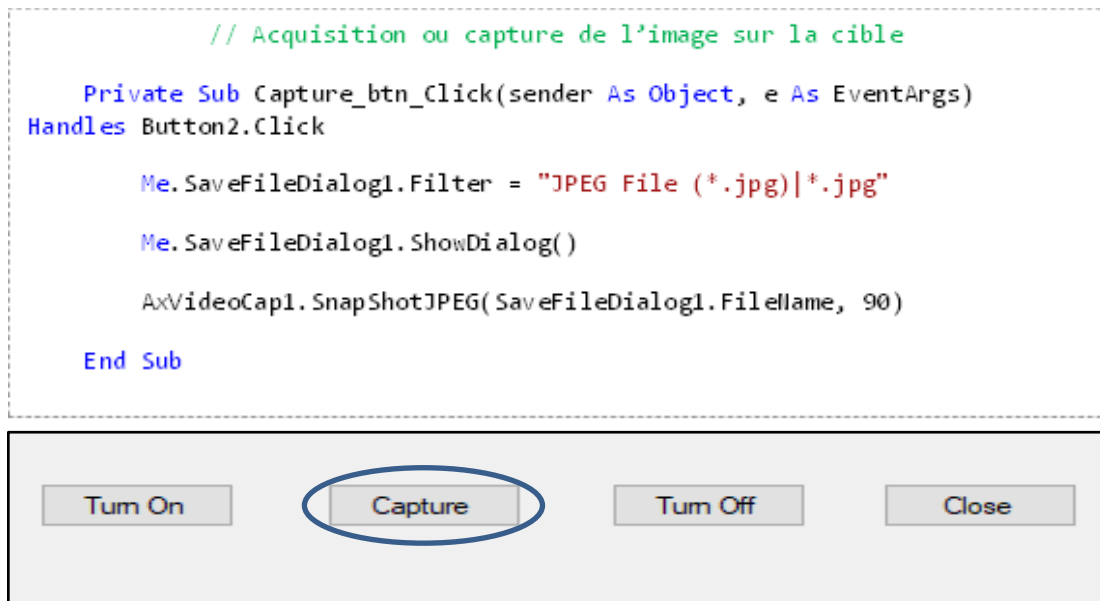 // Acquisition ou capture de l’image sur la cible
Private Sub Capture_btn_Click(sender As Object, e As EventArgs)
Handles Button2.Click
Me.SaveFileDialog1.Filter = "JPEG File (*.jpg)|*.jpg"
Me.SaveFileDialog1.ShowDialog()
AxVideoCap1.SnapShotJPEG(SaveFileDialog1.FileName, 90)
End Sub
Turn On Capture Turn Off Close